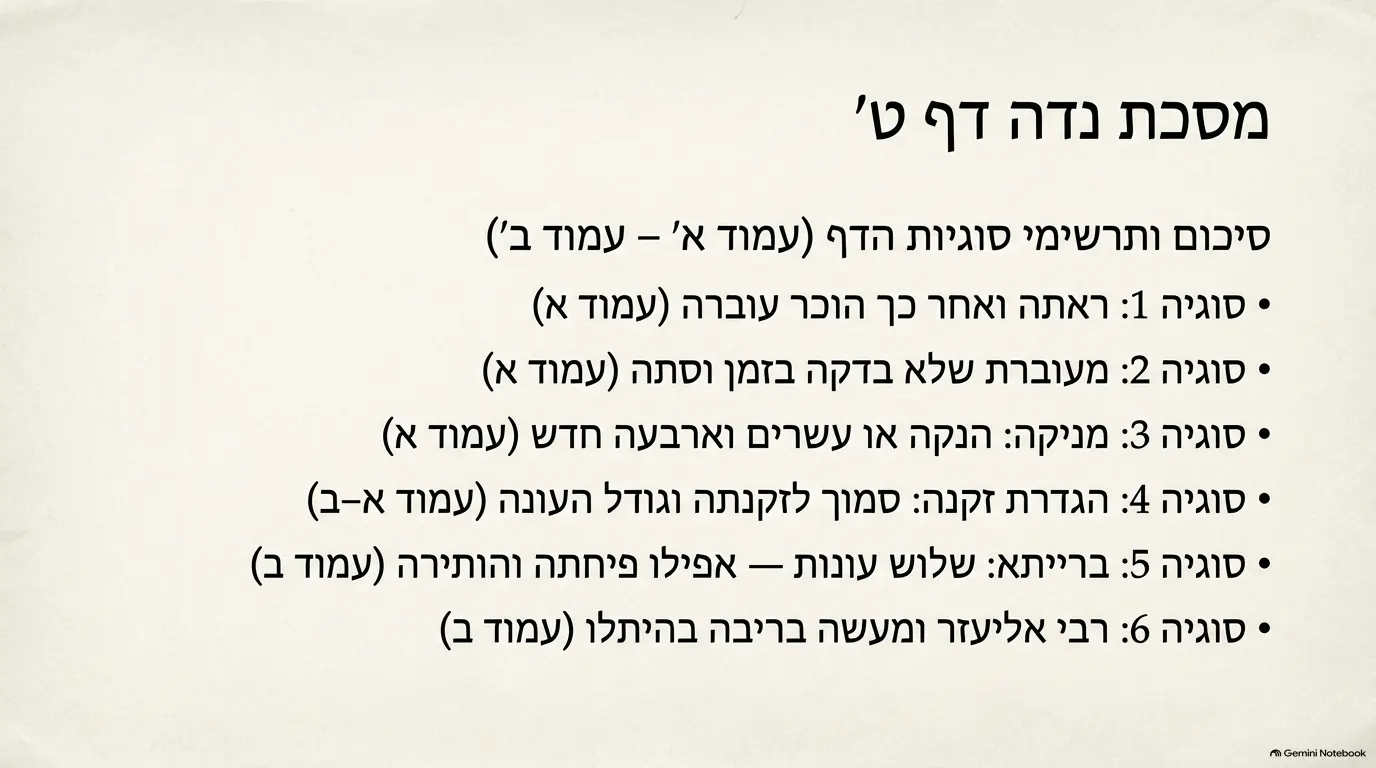 מסכת נדה דף ט'
סיכום ותרשימי סוגיות הדף (עמוד א' – עמוד ב')
• סוגיה 1: ראתה ואחר כך הוכר עוברה (עמוד א)
• סוגיה 2: מעוברת שלא בדקה בזמן וסתה (עמוד א)
• סוגיה 3: מניקה: הנקה או עשרים וארבעה חדש (עמוד א)
• סוגיה 4: הגדרת זקנה: סמוך לזקנתה וגודל העונה (עמוד א–ב)
• סוגיה 5: ברייתא: שלוש עונות — אפילו פיחתה והותירה (עמוד ב)
• סוגיה 6: רבי אליעזר ומעשה בריבה בהיתלו (עמוד ב)
Gemini Notebook